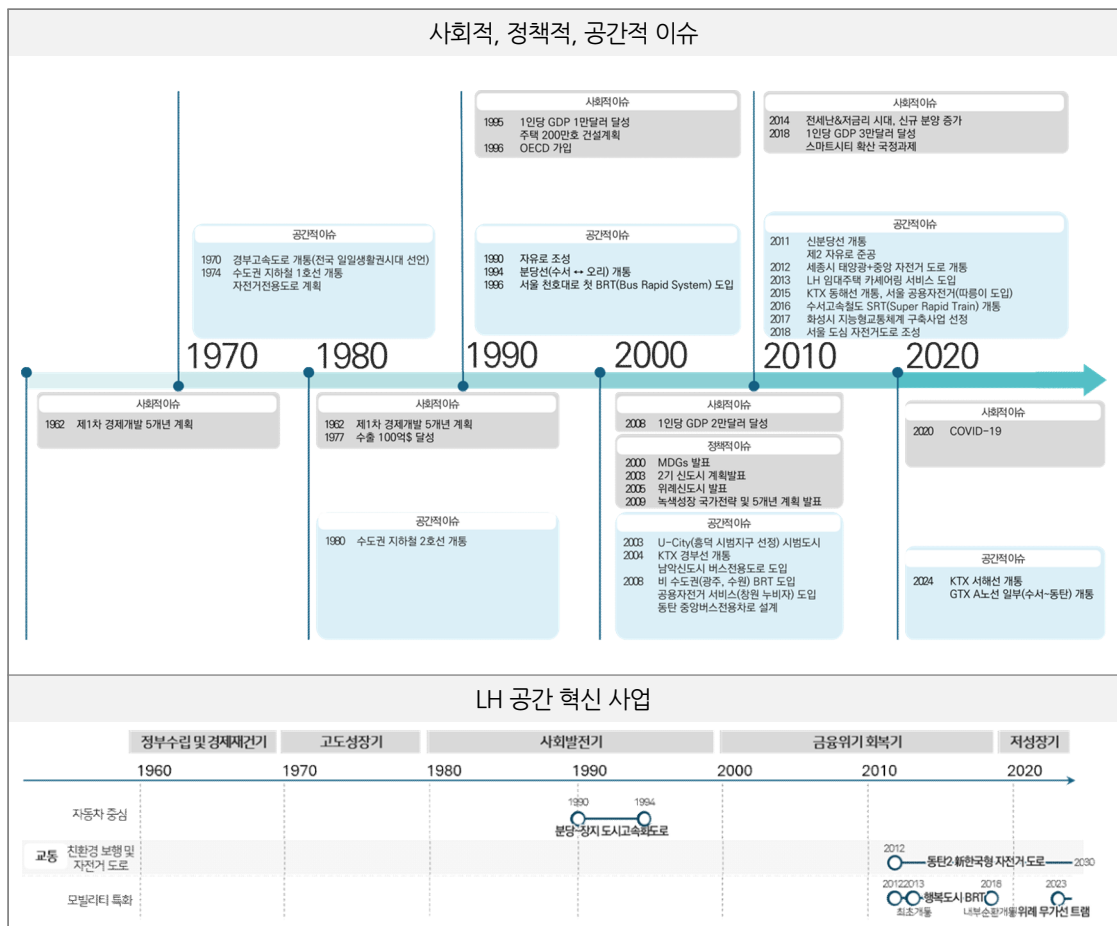 사회적, 정책적, 공간적 이슈
사회적이슈
1995 1인당 GDP 1만달러 달성
주택 200만호 건설계획
1996 OECD 가입
사회적이슈
2014 전세난&저금리 시대, 신규 분양 증가
2018 1인당 GDP 3만달러 달성
스마트시티 확산 국정과제
공간적이슈
1970 경부고속도로 개통(전국 일일생활권시대 선언)
1974 수도권 지하철 1호선 개통
자전거전용도로 계획
공간적이슈
1990 자유로 조성
1994 분당선(수서 ↔ 오리) 개통
1996 서울 천호대로 첫 BRT(Bus Rapid System) 도입
공간적이슈
2011 신분당선 개통
제2 자유로 준공
2012 세종시 태양광+중앙 자전거 도로 개통
2013 LH 임대주택 카셰어링 서비스 도입
2015 KTX 동해선 개통, 서울 공용자전거(따릉이 도입)
2016 수서고속철도 SRT(Super Rapid Train) 개통
2017 화성시 지능형교통체계 구축사업 선정
2018 서울 도심 자전거도로 조성
1970 1980 1990 2000 2010 2020
사회적이슈
1962 제1차 경제개발 5개년 계획
사회적이슈
1962 제1차 경제개발 5개년 계획
1977 수출 100억$ 달성
공간적이슈
1980 수도권 지하철 2호선 개통
사회적이슈
2008 1인당 GDP 2만달러 달성
정책적이슈
2000 MDGs 발표
2003 2기 신도시 계획발표
2005 위례신도시 발표
2009 녹색성장 국가전략 및 5개년 계획 발표
공간적이슈
2003 U-City(흥덕 시범지구 선정) 시범도시
2004 KTX 경부선 개통
남악신도시 버스전용도로 도입
2008 비 수도권(광주, 수원) BRT 도입
공용자전거 서비스(창원 누비자) 도입
동탄 중앙버스전용차로 설계
사회적이슈
2020 COVID-19
공간적이슈
2024 KTX 서해선 개통
GTX A노선 일부(수서~동탄) 개통
LH 공간 혁신 사업
정부수립 및 경제재건기 고도성장기 사회발전기 금융위기 회복기 저성장기
1960 1970 1980 1990 2000 2010 2020
교통
자동차 중심
1990 1994
분당-장지 도시고속화도로
친환경 보행 및
자전거 도로
2012 동탄2·新한국형 자전거·도로 2030
모빌리티 특화
2012 2013 행복도시 BRT 2018 2023
최초개통 내부순환개통 위례 무가선 트램